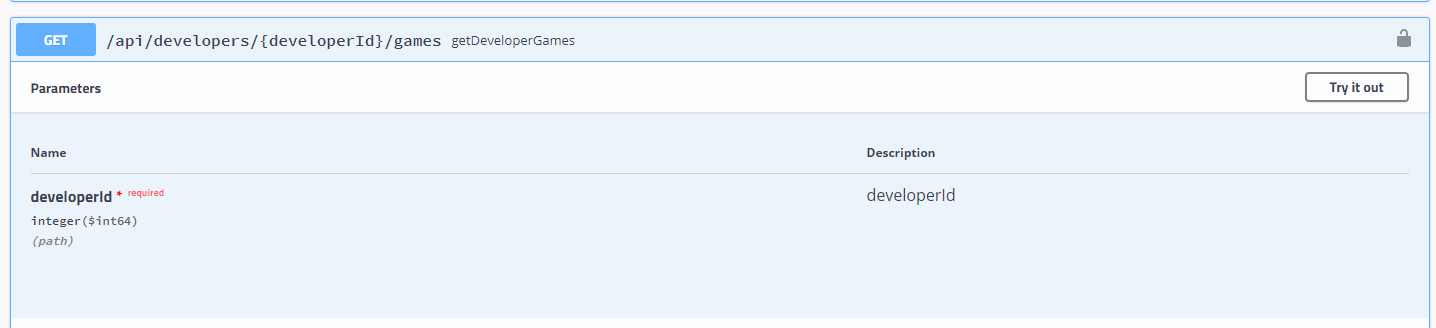 GET /api/developers/{developerId}/games getDeveloperGames
Parameters Try it out
Name Description
developerId * required developerId
integer($int64)
(path)